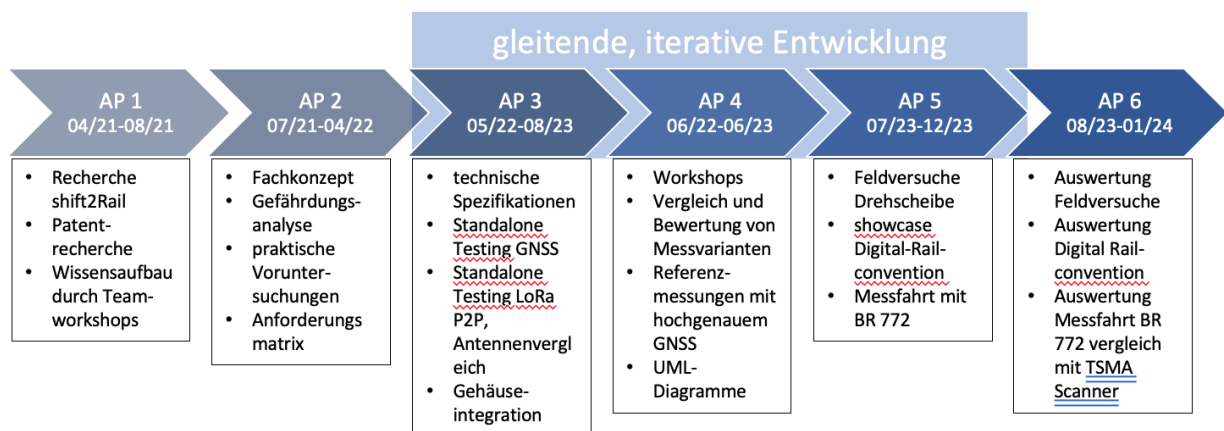 gleitende, iterative Entwicklung
AP 1
04/21-08/21
AP 2
07/21-04/22
AP 3
05/22-08/23
AP 4
06/22-06/23
AP 5
07/23-12/23
AP 6
08/23-01/24
• Recherche
shift2Rail
• Patent-
recherche
• Wissensaufbau
durch Team-
workshops
• Fachkonzept
• Gefährdungs-
analyse
• praktische
Vorunter-
suchungen
• Anforderungs
matrix
• technische
Spezifikationen
• Standalone
Testing GNSS
• Standalone
Testing LoRa
P2P,
Antennenvergl
eich
• Gehäuse-
integration
• Workshops
• Vergleich und
Bewertung von
Messvarianten
• Referenz-
messungen mit
hochgenauem
GNSS
• UML-
Diagramme
• Feldversuche
Drehscheibe
• showcase
Digital-Rail-
convention
• Messfahrt mit
BR 772
• Auswertung
Feldversuche
• Auswertung
Digital Rail-
convention
• Auswertung
Messfahrt BR
772 vergleich
mit TSMA
Scanner